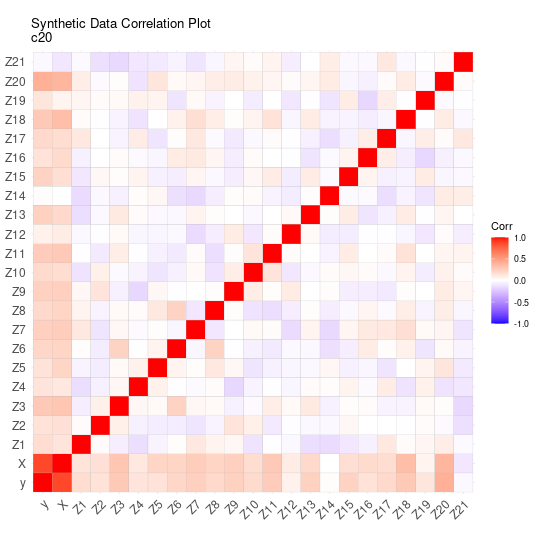 Synthetic Data Correlation Plot
c20
Z21
Z20
Z19
Z18
Z17
Z16
Z15
Z14
Z13
Z12
Z11
Z10
Z9
Z8
Z7
Z6
Z5
Z4
Z3
Z2
Z1
X
y
Corr
1.0
0.5
0.0
-0.5
-1.0
y X Z1 Z2 Z3 Z4 Z5 Z6 Z7 Z8 Z9 Z10 Z11 Z12 Z13 Z14 Z15 Z16 Z17 Z18 Z19 Z20 Z21